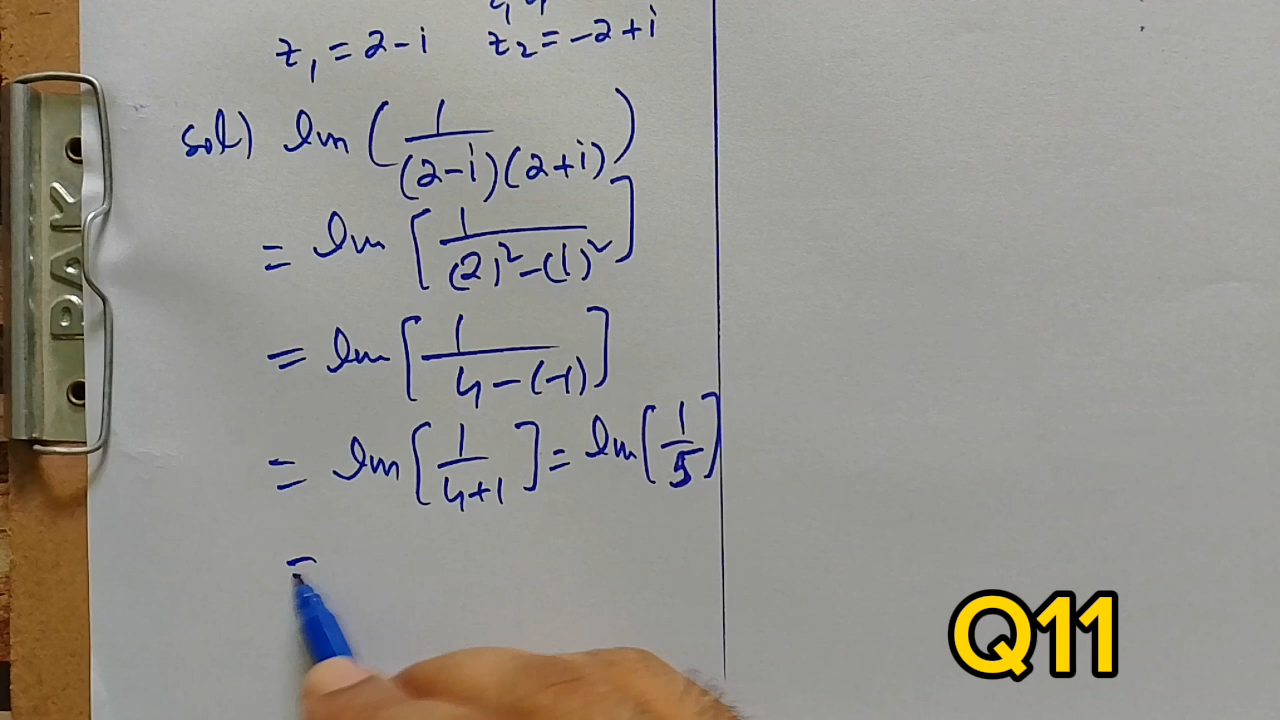 z₁ = 2-i z₂ = -2+i
Sol) Im (1/((2-i)(2+i)))
= Im [1/((2)²-(i)²)]
= Im [1/(4-(-1))]
= Im [1/(4+1)] = Im [1/5]
=
PAK
Q11